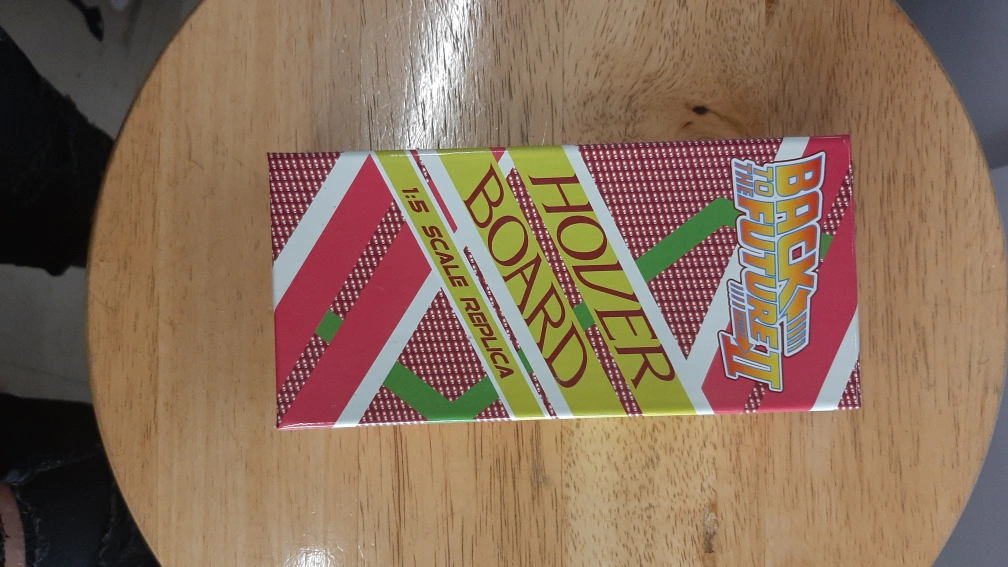 BACK
TO THE FUTURE II
HOVER
BOARD
1:5 SCALE REPLICA